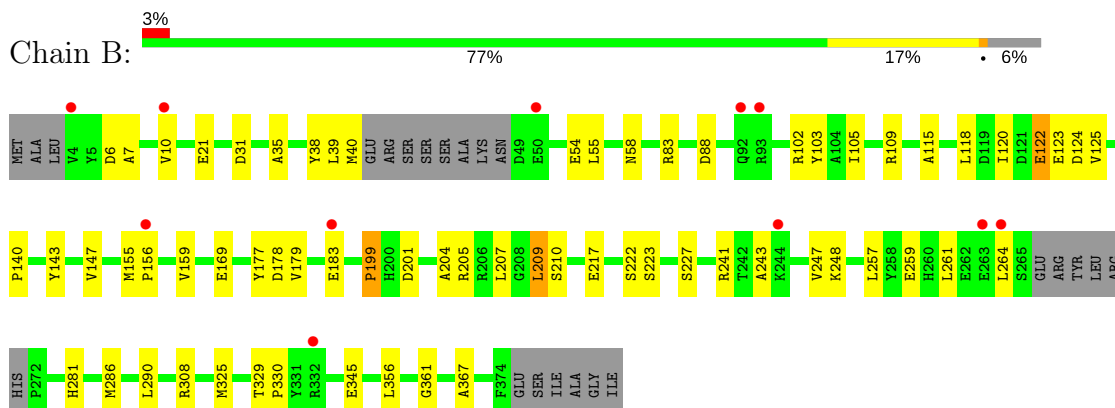 3%
Chain B:
77% 17% • 6%
MET ALA LEU V4 Y5 D6 A7 V10 E21 D31 A35 Y38 L39 M40 GLU ARG SER SER SER ALA LYS ASN D49 E50 E54 L55 N58 R83 D88 Q92 R93 R102 Y103 A104 I105 R109 A115 L118 D119 I120 D121 E122 E123 D124 V125
P140 Y143 V147 M155 P156 V159 E169 Y177 D178 V179 E183 P199 H200 D201 A204 R205 R206 L207 G208 L209 S210 E217 S222 S223 S227 R241 T242 A243 K244 V247 K248 L257 Y258 E259 H260 L261 E262 E263 L264 S265 GLU ARG TYR LEU ARG
HIS P272 H281 M286 L290 R308 M325 T329 P330 Y331 R332 E345 L356 G361 A367 F374 GLU SER ILE ALA GLY ILE